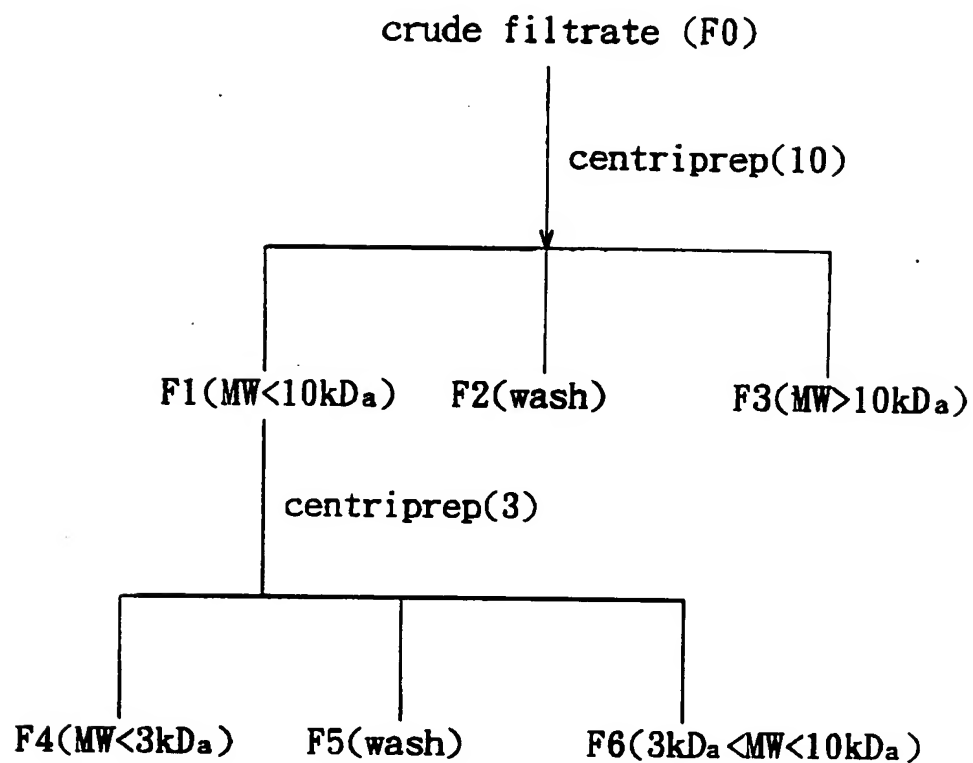 crude filtrate (F0)
centriprep(10)
F1(MW<10kDa) F2(wash) F3(MW>10kDa)
centriprep(3)
F4(MW<3kDa) F5(wash) F6(3kDa<MW<10kDa)